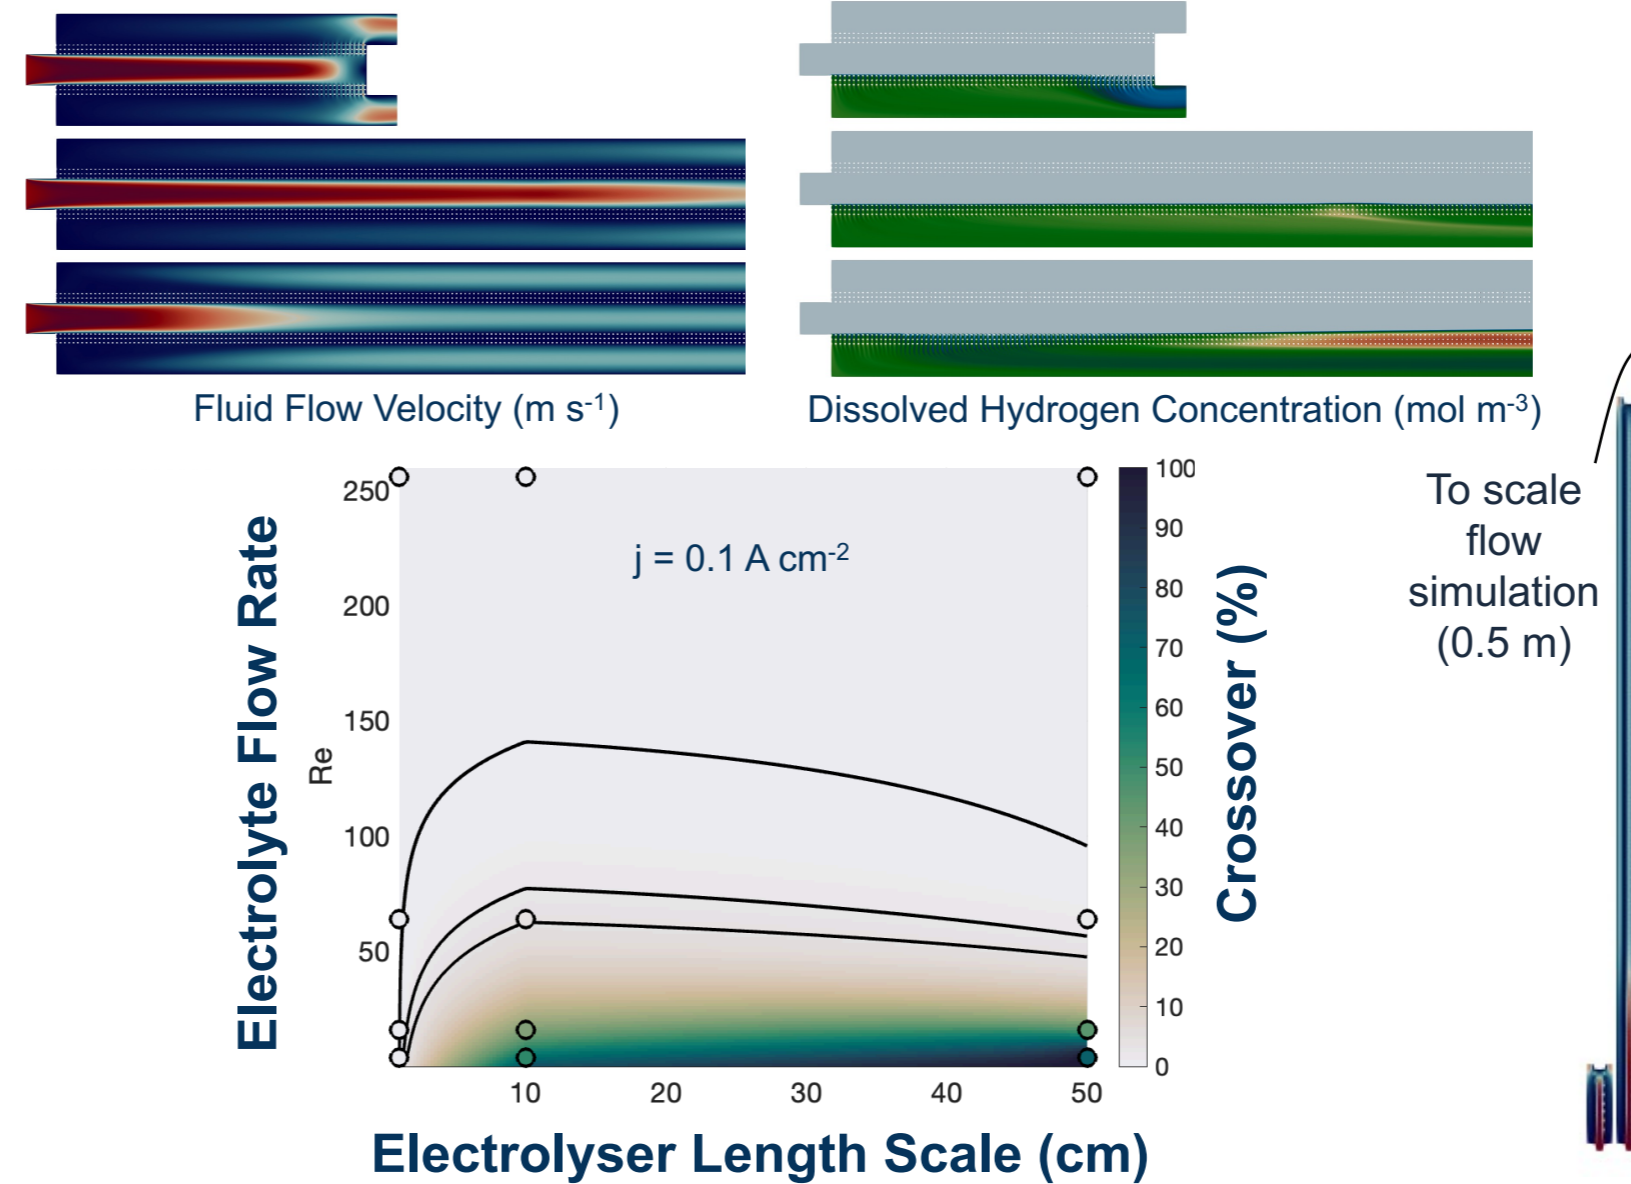 Fluid Flow Velocity (m s⁻¹)
Dissolved Hydrogen Concentration (mol m⁻³)
Electrolyte Flow Rate
Re
250
200
150
100
50
j = 0.1 A cm⁻²
10
20
30
40
50
Electrolyser Length Scale (cm)
100
90
80
70
60
50
40
30
20
10
0
Crossover (%)
To scale
flow
simulation
(0.5 m)